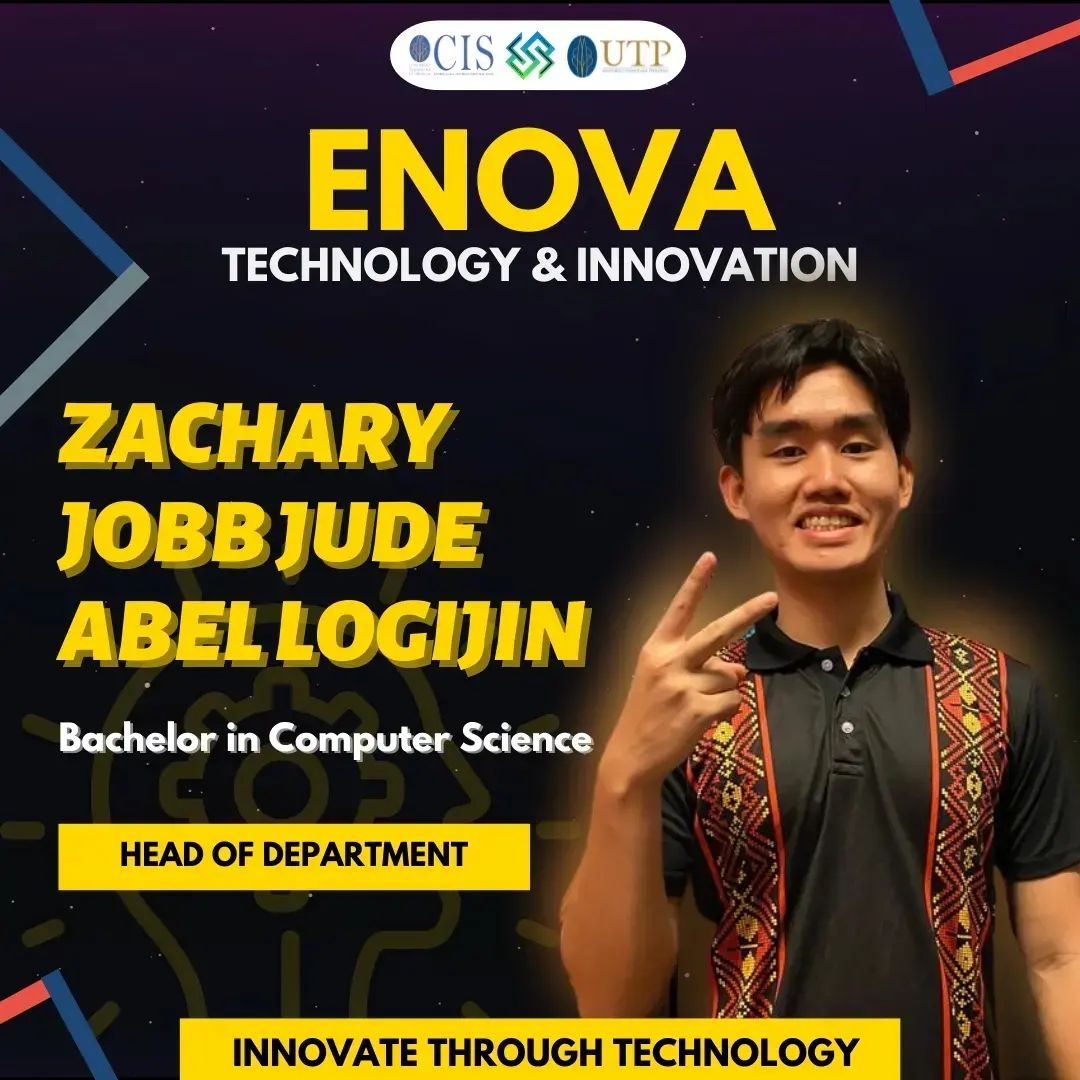 CIS UTP
ENOVA
TECHNOLOGY & INNOVATION
ZACHARY
JOBB JUDE
ABEL LOGIJIN
Bachelor in Computer Science
HEAD OF DEPARTMENT
INNOVATE THROUGH TECHNOLOGY